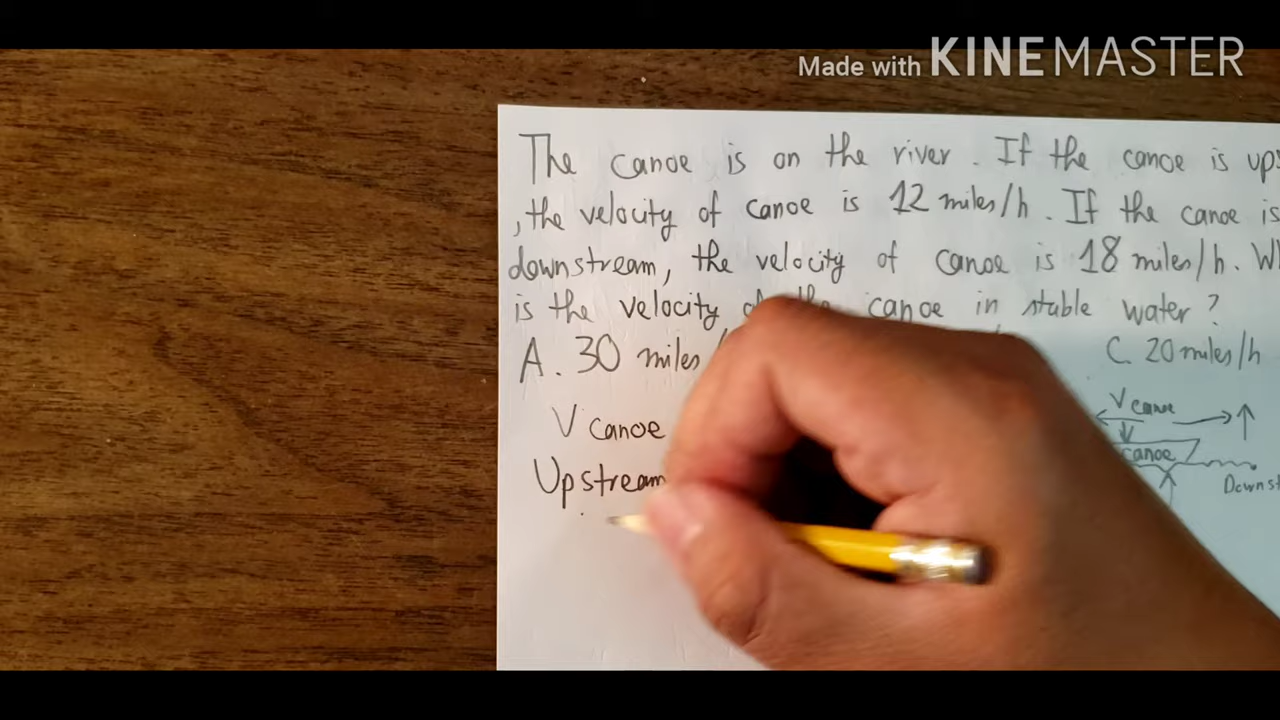 Made with KINEMASTER
The canoe is on the river. If the canoe is up
, the velocity of canoe is 12 miles/h. If the canoe is
downstream, the velocity of canoe is 18 miles/h. W
is the velocity the canoe in stable water?
A. 30 miles/ C. 20 miles/h
V canoe
V canoe
Upstream
V
canoe
Downst